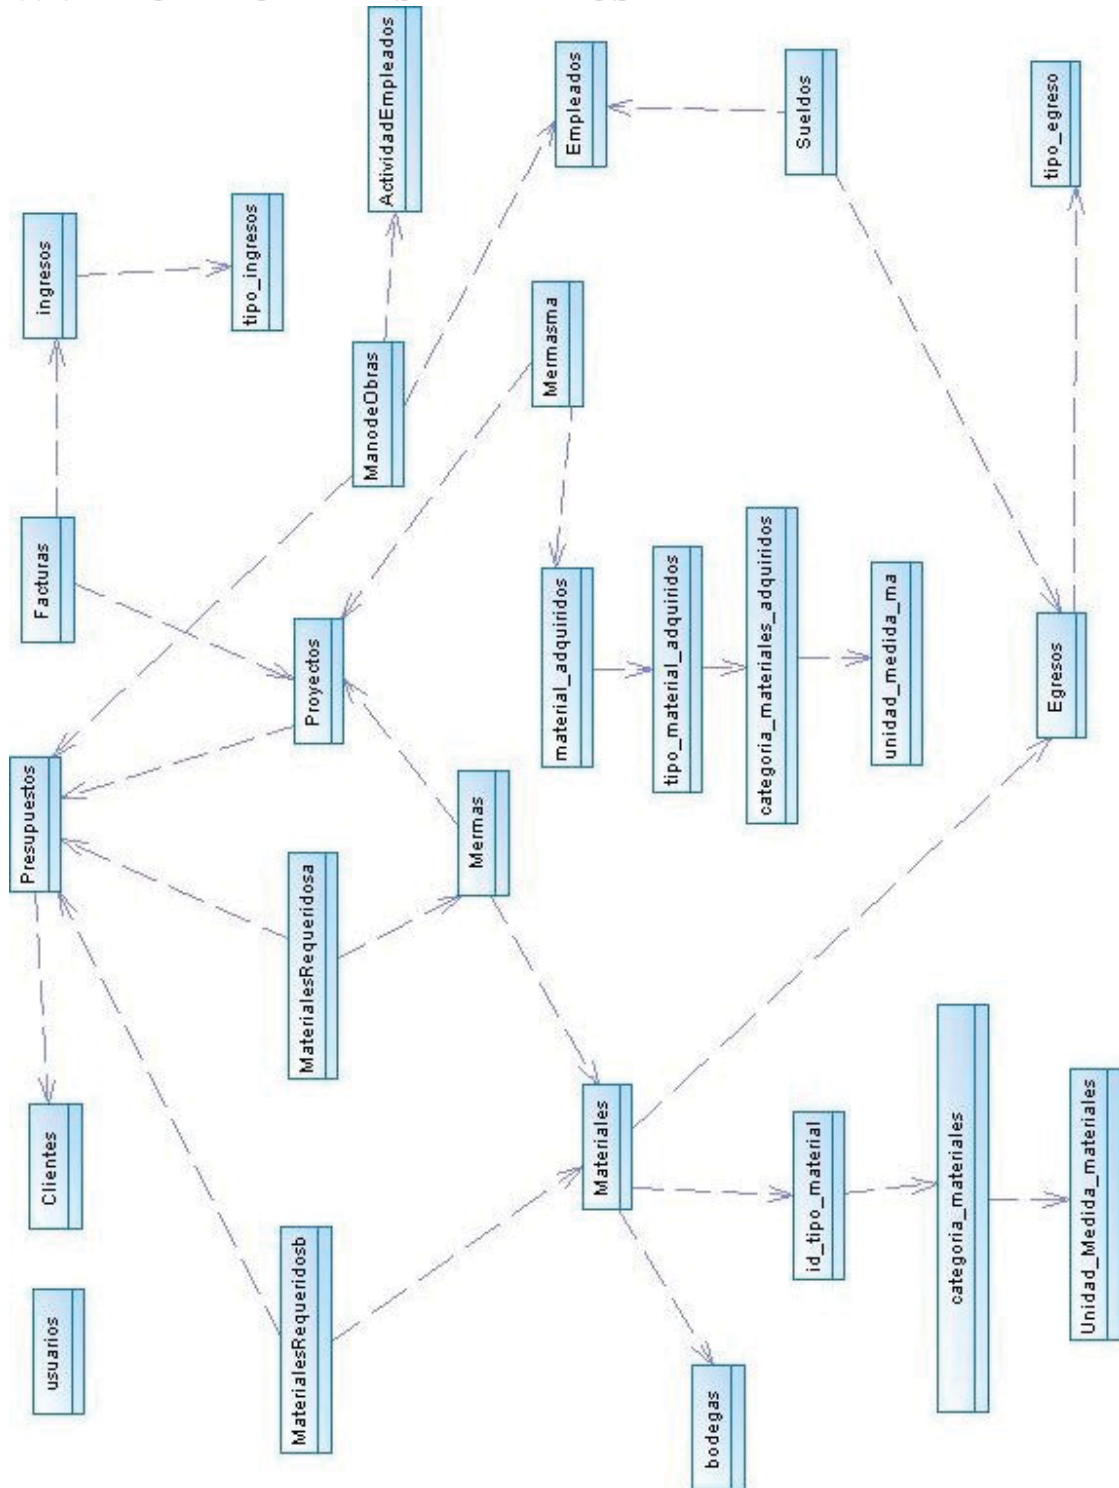 usuarios
Clientes
Presupuestos
Facturas
ingresos
MaterialesRequeridosb
MaterialesRequeridosa
Proyectos
tipo_ingresos
ManodeObras
ActividadEmpleados
Mermas
Mermasma
Empleados
Materiales
material_adquiridos
tipo_material_adquiridos
bodegas
categoria_materiales_adquiridos
id_tipo_material
Sueldos
unidad_medida_ma
categoria_materiales
Egresos
tipo_egreso
Unidad_Medida_materiales